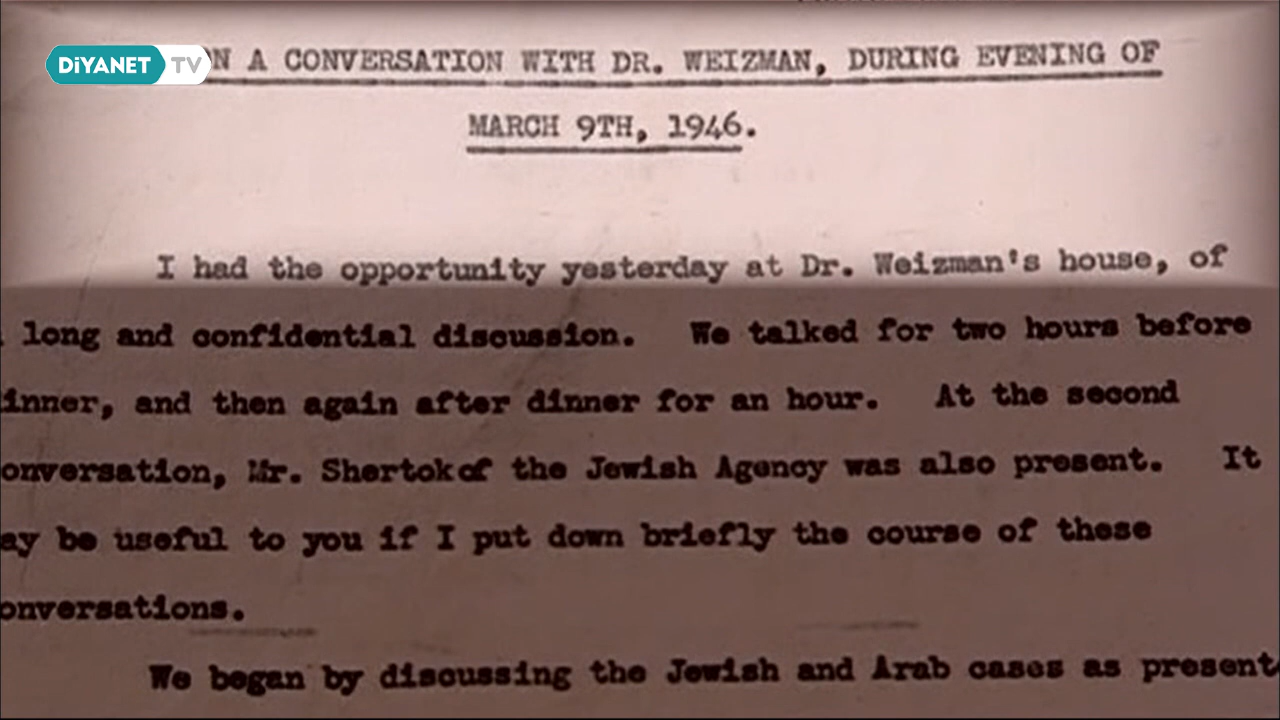 DİYANET TV
N A CONVERSATION WITH DR. WEIZMAN, DURING EVENING OF
MARCH 9TH, 1946.
I had the opportunity yesterday at Dr. Weizman's house, of
long and confidential discussion. We talked for two hours before
inner, and then again after dinner for an hour. At the second
onversation, Mr. Shertok of the Jewish Agency was also present. It
ay be useful to you if I put down briefly the course of these
onversations.
We began by discussing the Jewish and Arab cases as present